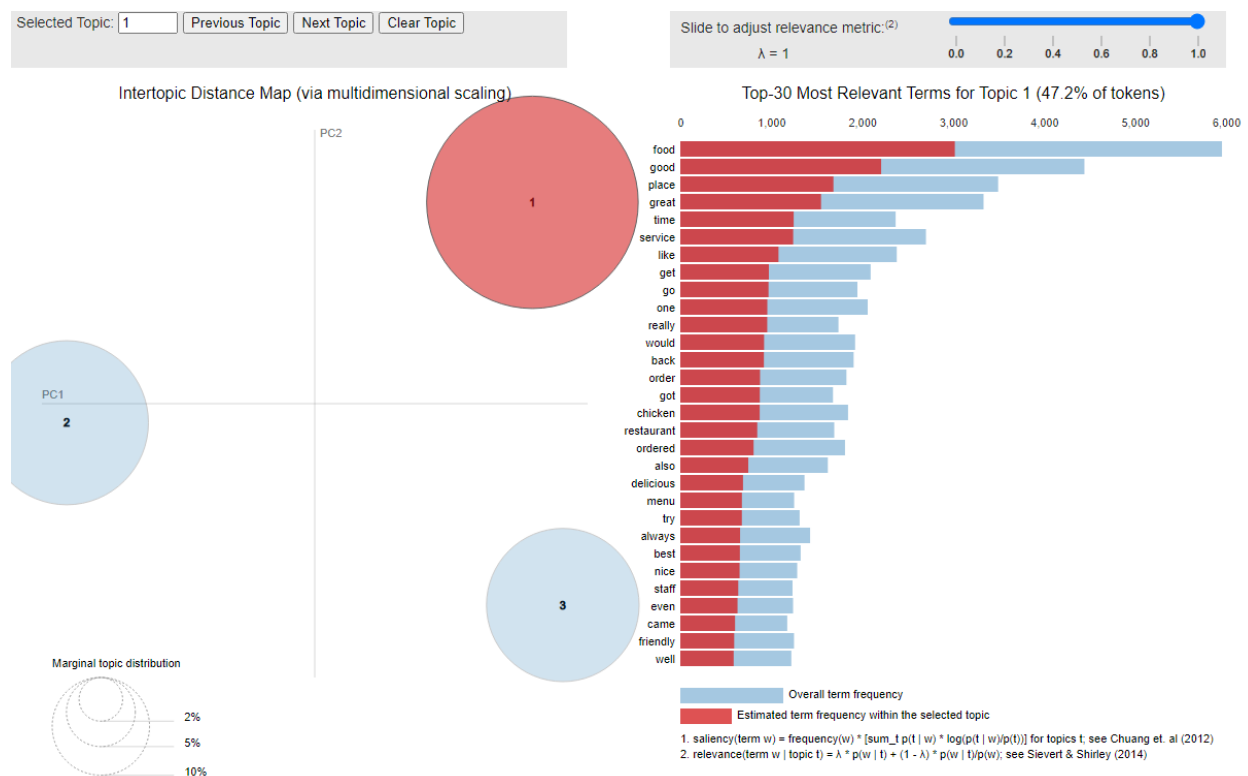 Selected Topic: 1 Previous Topic Next Topic Clear Topic
Slide to adjust relevance metric:(2)
λ = 1
0.0 0.2 0.4 0.6 0.8 1.0
Intertopic Distance Map (via multidimensional scaling)
PC2
1
PC1
2
3
Marginal topic distribution
2%
5%
10%
Top-30 Most Relevant Terms for Topic 1 (47.2% of tokens)
0 1,000 2,000 3,000 4,000 5,000 6,000
food
good
place
great
time
service
like
get
go
one
really
would
back
order
got
chicken
restaurant
ordered
also
delicious
menu
try
always
best
nice
staff
even
came
friendly
well
Overall term frequency
Estimated term frequency within the selected topic
1. saliency(term w) = frequency(w) * [sum_t p(t | w) * log(p(t | w)/p(t))] for topics t; see Chuang et. al (2012)
2. relevance(term w | topic t) = λ * p(w | t) + (1 - λ) * p(w | t)/p(w); see Sievert & Shirley (2014)